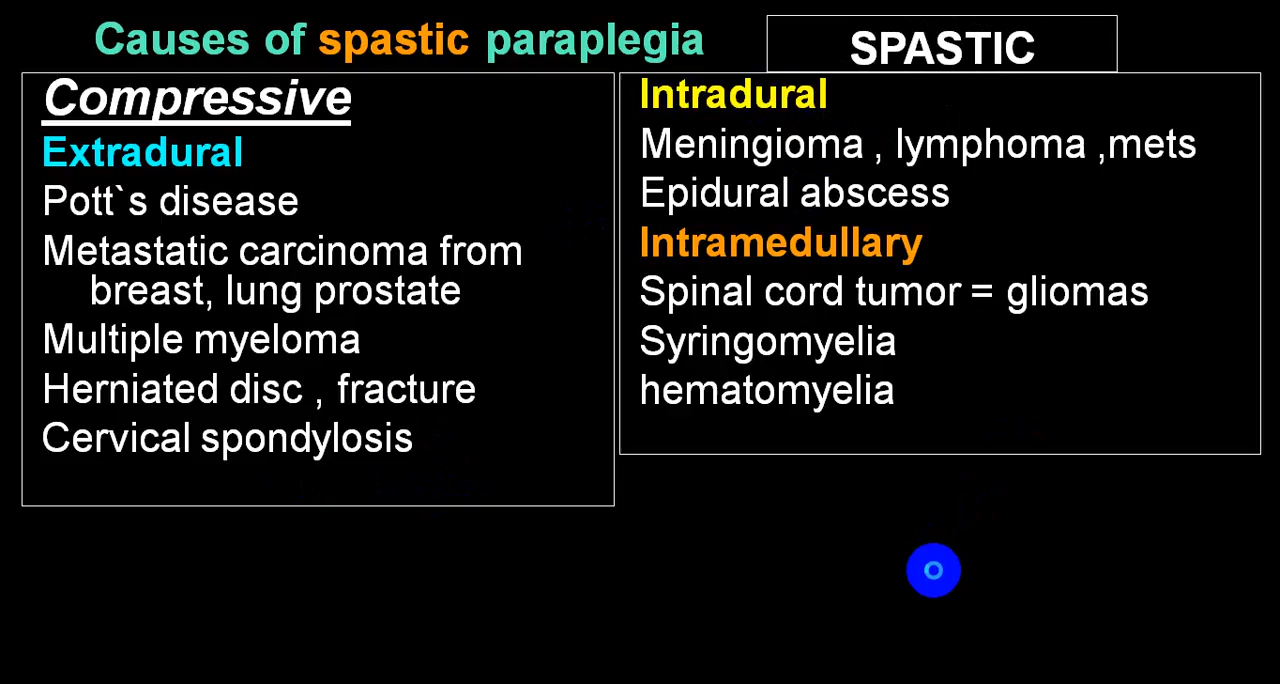 Causes of spastic paraplegia
SPASTIC
Compressive
Extradural
Pott`s disease
Metastatic carcinoma from
breast, lung prostate
Multiple myeloma
Herniated disc , fracture
Cervical spondylosis
Intradural
Meningioma , lymphoma ,mets
Epidural abscess
Intramedullary
Spinal cord tumor = gliomas
Syringomyelia
hematomyelia